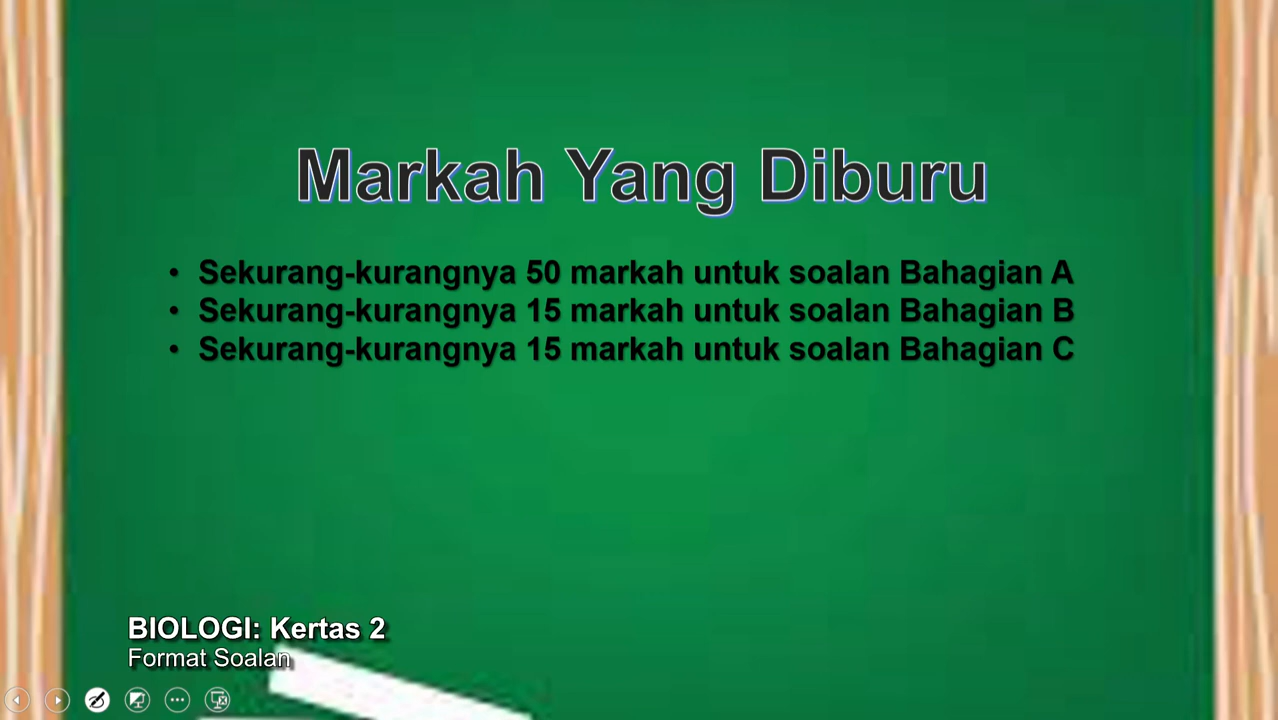 Markah Yang Diburu
• Sekurang-kurangnya 50 markah untuk soalan Bahagian A
• Sekurang-kurangnya 15 markah untuk soalan Bahagian B
• Sekurang-kurangnya 15 markah untuk soalan Bahagian C
BIOLOGI: Kertas 2
Format Soalan